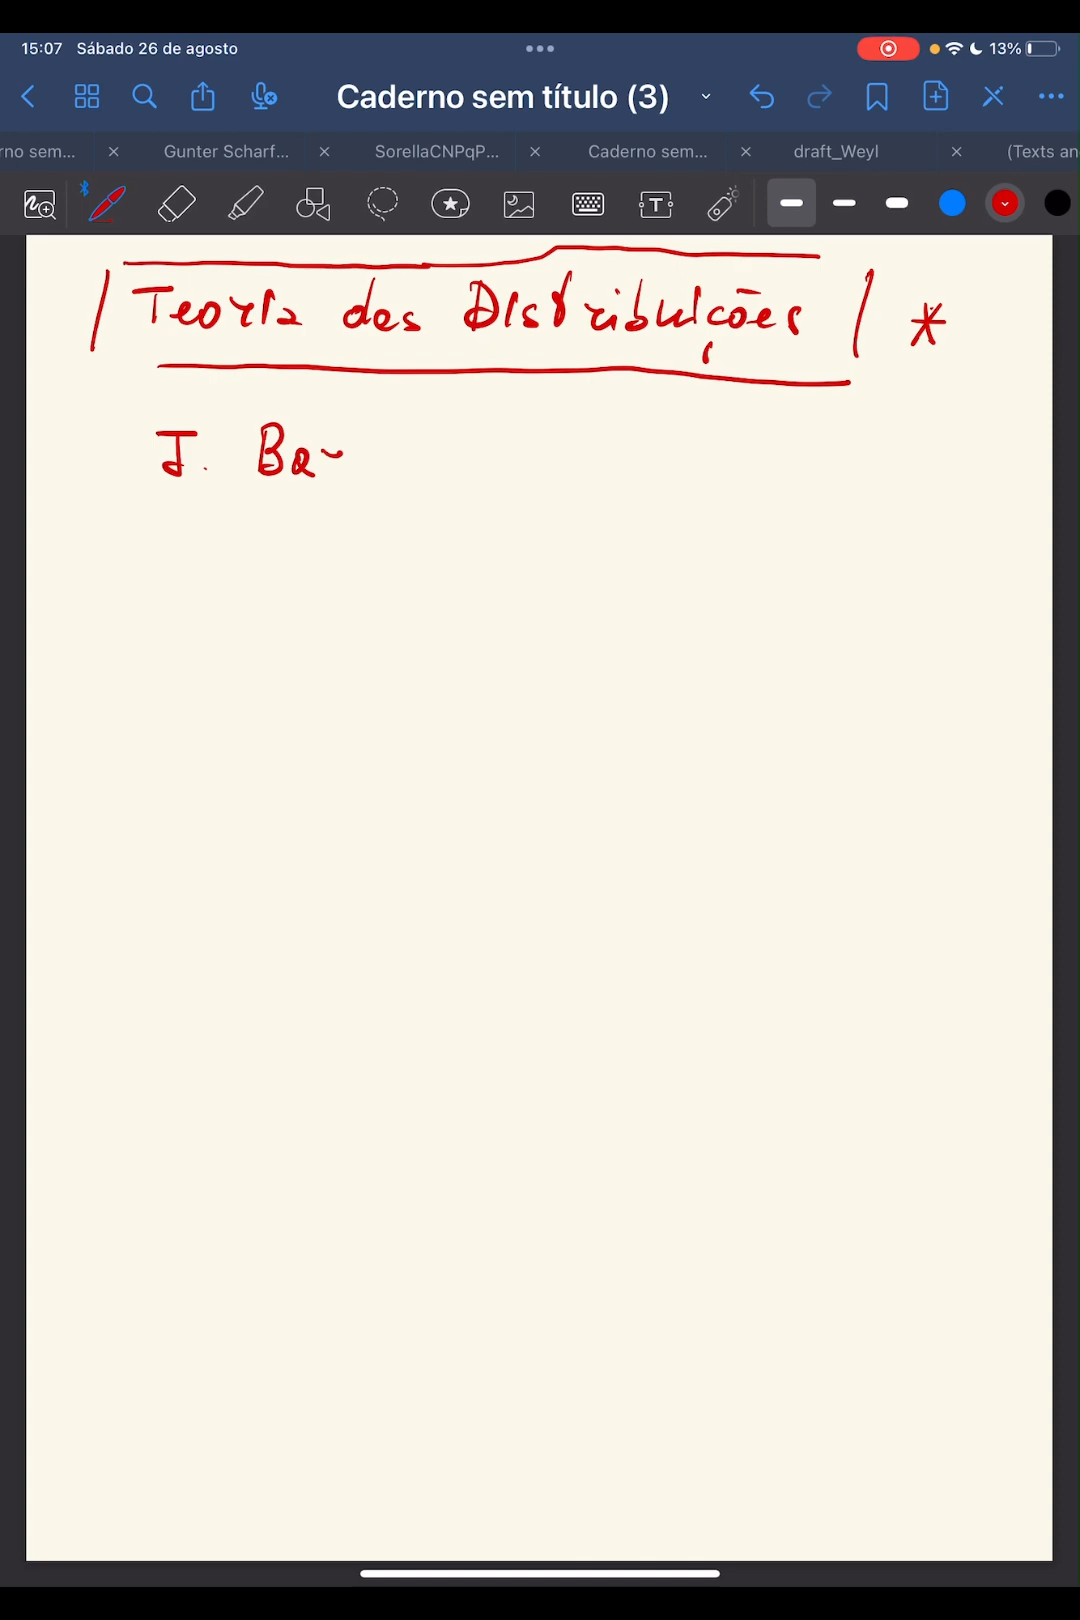 15:07 Sábado 26 de agosto
13%
Caderno sem título (3)
rno sem... Gunter Scharf... SorellaCNPqP... Caderno sem... draft_Weyl (Texts an
T
| Teoria das Distribuições | *
J. Ba